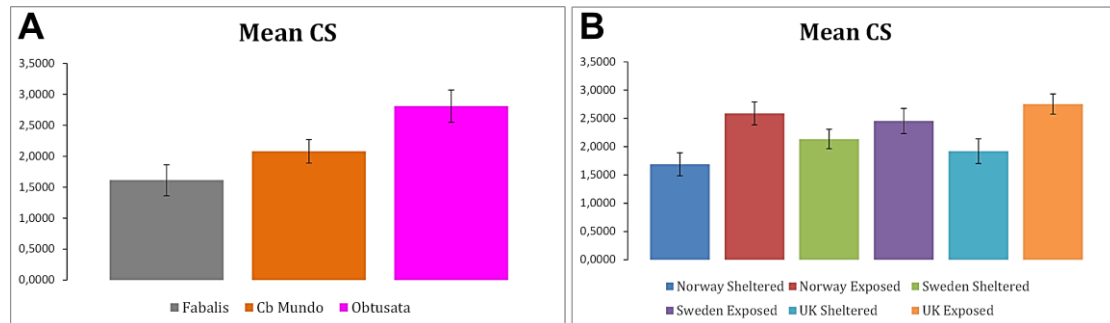 A
Mean CS
3,5000
3,0000
2,5000
2,0000
1,5000
1,0000
0,5000
0,0000
Fabalis Cb Mundo Obtusata
B
Mean CS
3,5000
3,0000
2,5000
2,0000
1,5000
1,0000
0,5000
0,0000
Norway Sheltered Norway Exposed Sweden Sheltered
Sweden Exposed UK Sheltered UK Exposed